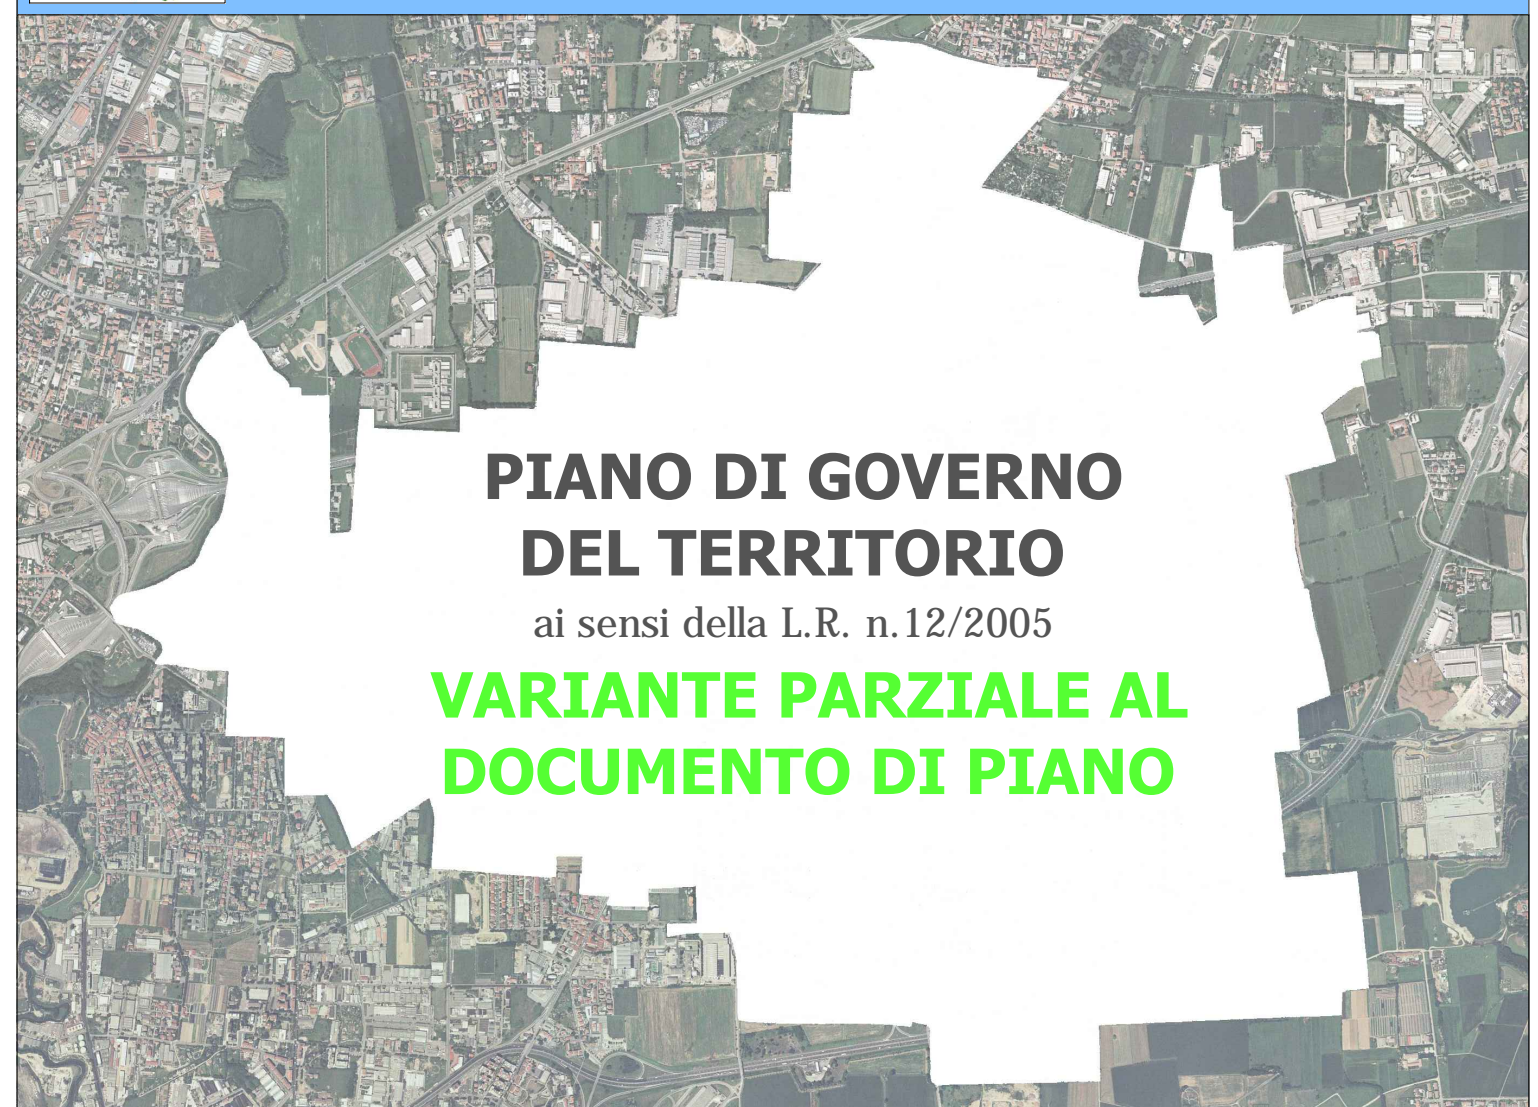 PIANO DI GOVERNO
DEL TERRITORIO
ai sensi della L.R. n.12/2005
VARIANTE PARZIALE AL
DOCUMENTO DI PIANO